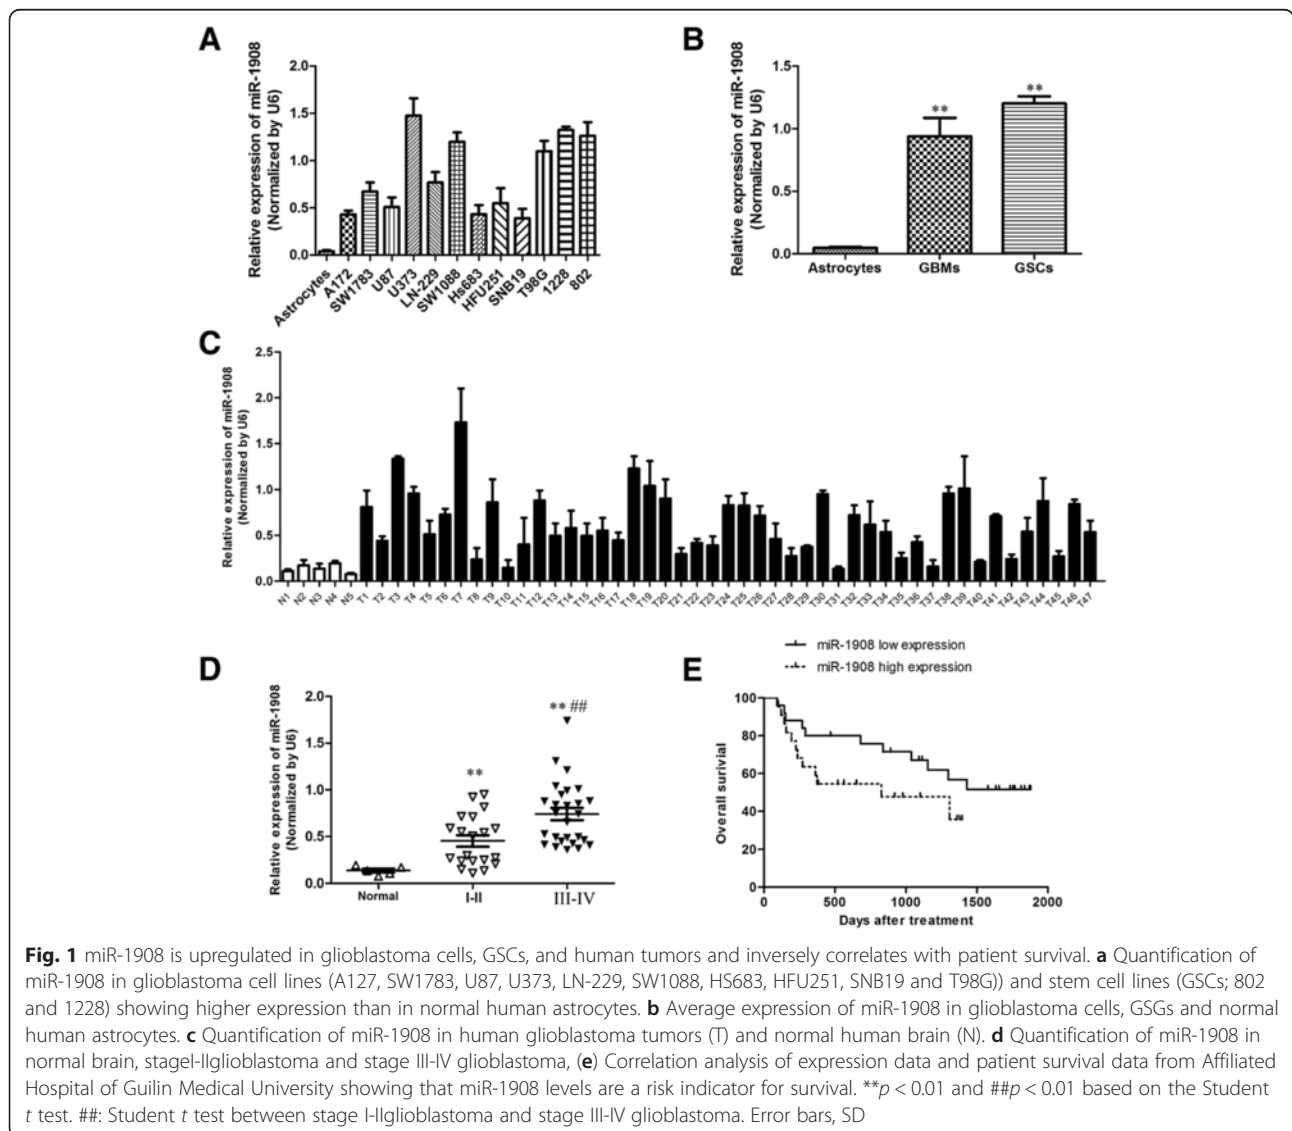 A
Relative expression of miR-1908
(Normalized by U6)
2.0
1.5
1.0
0.5
0.0
Astrocytes
A172
SW1783
U87
U373
LN-229
SW1088
Hs683
HFU251
SNB19
T98G
1228
802
B
Relative expression of miR-1908
(Normalized by U6)
1.5
1.0
0.5
0.0
**
**
Astrocytes
GBMs
GSCs
C
Relative expression of miR-1908
(Normalized by U6)
2.5
2.0
1.5
1.0
0.5
0.0
N1 N2 N3 N4 N5 T1 T2 T3 T4 T5 T6 T7 T8 T9 T10 T11 T12 T13 T14 T15 T16 T17 T18 T19 T20 T21 T22 T23 T24 T25 T26 T27 T28 T29 T30 T31 T32 T33 T34 T35 T36 T37 T38 T39 T40 T41 T42 T43 T44 T45 T46 T47
D
Relative expression of miR-1908
(Normalized by U6)
2.0
1.5
1.0
0.5
0.0
**
** ##
Normal
I-II
III-IV
miR-1908 low expression
miR-1908 high expression
E
Overall surivial
100
80
60
40
20
0
0 500 1000 1500 2000
Days after treatment
Fig. 1 miR-1908 is upregulated in glioblastoma cells, GSCs, and human tumors and inversely correlates with patient survival. a Quantification of
miR-1908 in glioblastoma cell lines (A127, SW1783, U87, U373, LN-229, SW1088, HS683, HFU251, SNB19 and T98G)) and stem cell lines (GSCs; 802
and 1228) showing higher expression than in normal human astrocytes. b Average expression of miR-1908 in glioblastoma cells, GSGs and normal
human astrocytes. c Quantification of miR-1908 in human glioblastoma tumors (T) and normal human brain (N). d Quantification of miR-1908 in
normal brain, stageI-IIglioblastoma and stage III-IV glioblastoma, (e) Correlation analysis of expression data and patient survival data from Affiliated
Hospital of Guilin Medical University showing that miR-1908 levels are a risk indicator for survival. **p < 0.01 and ##p < 0.01 based on the Student
t test. ##: Student t test between stage I-IIglioblastoma and stage III-IV glioblastoma. Error bars, SD